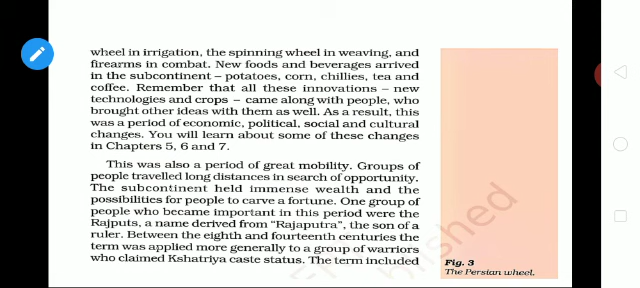 wheel in irrigation, the spinning wheel in weaving, and
firearms in combat. New foods and beverages arrived
in the subcontinent – potatoes, corn, chillies, tea and
coffee. Remember that all these innovations – new
technologies and crops – came along with people, who
brought other ideas with them as well. As a result, this
was a period of economic, political, social and cultural
changes. You will learn about some of these changes
in Chapters 5, 6 and 7.
This was also a period of great mobility. Groups of
people travelled long distances in search of opportunity.
The subcontinent held immense wealth and the
possibilities for people to carve a fortune. One group of
people who became important in this period were the
Rajputs, a name derived from “Rajaputra”, the son of a
ruler. Between the eighth and fourteenth centuries the
term was applied more generally to a group of warriors
who claimed Kshatriya caste status. The term included
Fig. 3
The Persian wheel.